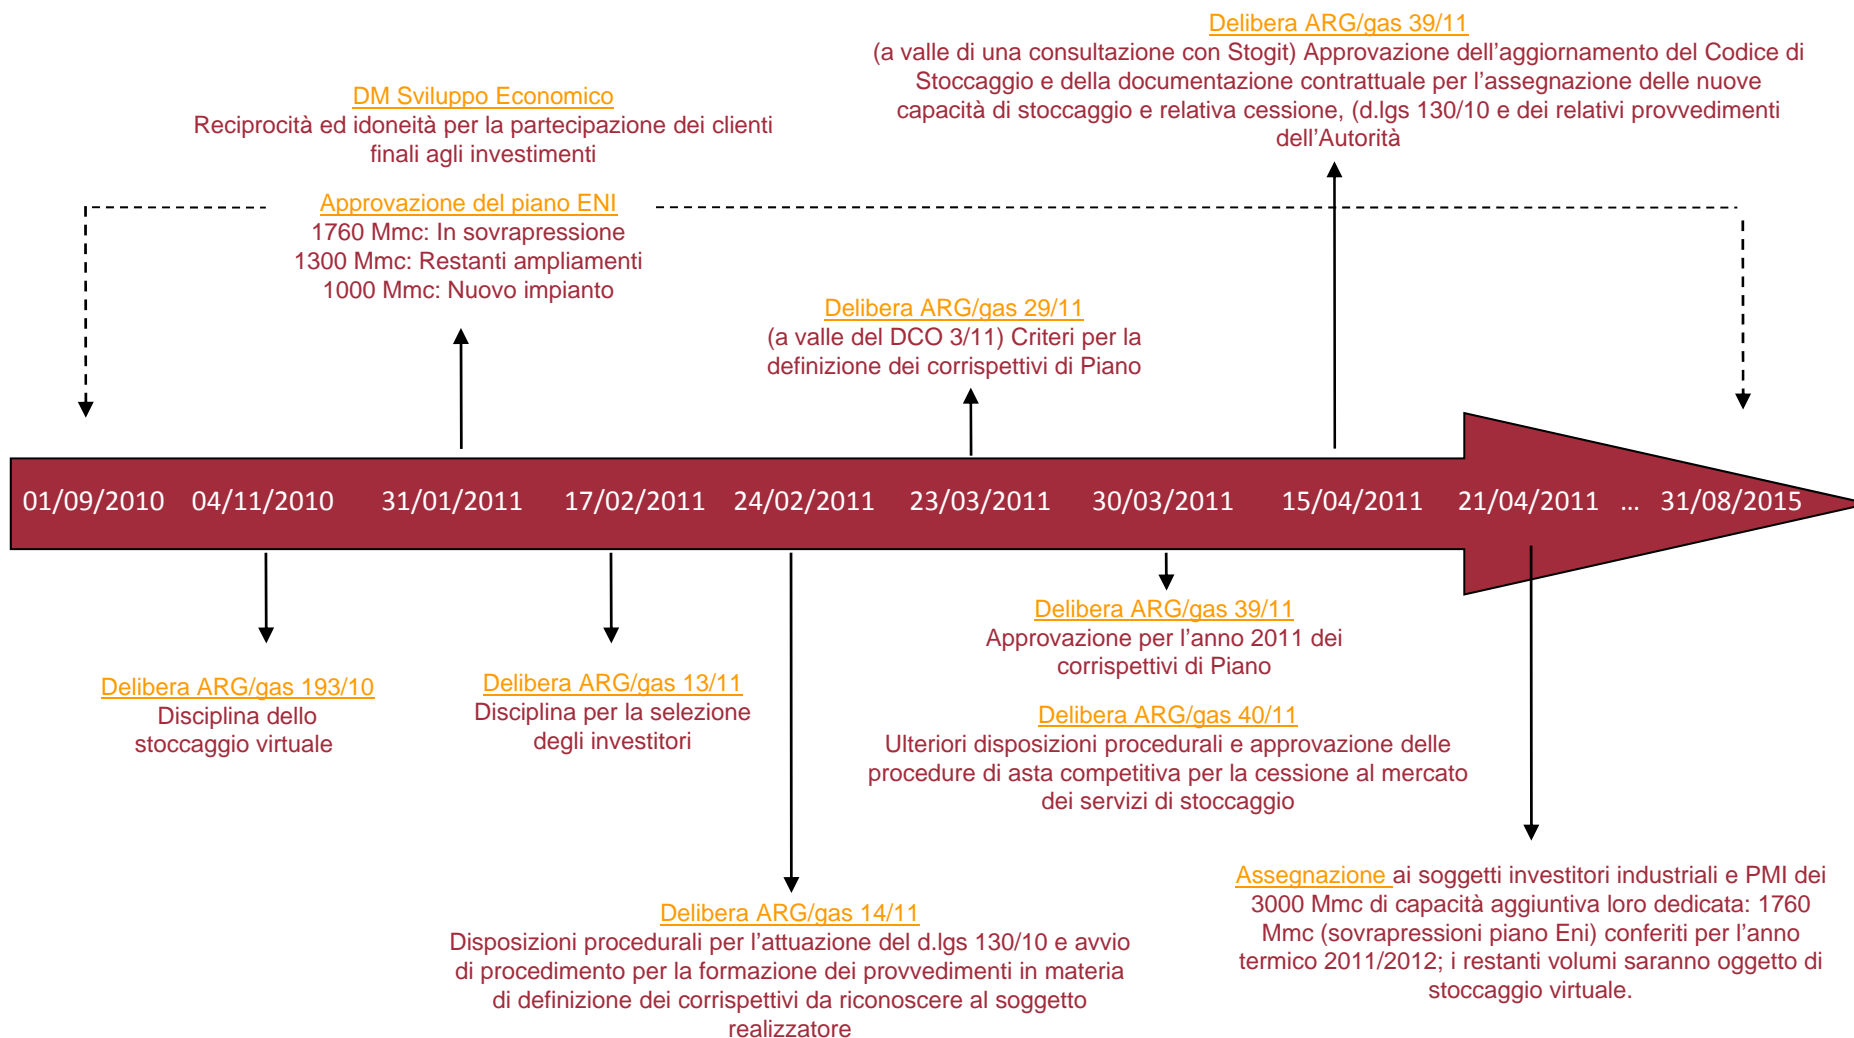 Delibera ARG/gas 39/11
(a valle di una consultazione con Stogit) Approvazione dell'aggiornamento del Codice di
Stoccaggio e della documentazione contrattuale per l'assegnazione delle nuove
capacità di stoccaggio e relativa cessione, (d.lgs 130/10 e dei relativi provvedimenti
dell'Autorità
DM Sviluppo Economico
Reciprocità ed idoneità per la partecipazione dei clienti
finali agli investimenti
Approvazione del piano ENI
1760 Mmc: In sovrapressione
1300 Mmc: Restanti ampliamenti
1000 Mmc: Nuovo impianto
Delibera ARG/gas 29/11
(a valle del DCO 3/11) Criteri per la
definizione dei corrispettivi di Piano
01/09/2010 04/11/2010 31/01/2011 17/02/2011 24/02/2011 23/03/2011 30/03/2011 15/04/2011 21/04/2011 ... 31/08/2015
Delibera ARG/gas 193/10
Disciplina dello
stoccaggio virtuale
Delibera ARG/gas 13/11
Disciplina per la selezione
degli investitori
Delibera ARG/gas 39/11
Approvazione per l'anno 2011 dei
corrispettivi di Piano
Delibera ARG/gas 40/11
Ulteriori disposizioni procedurali e approvazione delle
procedure di asta competitiva per la cessione al mercato
dei servizi di stoccaggio
Delibera ARG/gas 14/11
Disposizioni procedurali per l'attuazione del d.lgs 130/10 e avvio
di procedimento per la formazione dei provvedimenti in materia
di definizione dei corrispettivi da riconoscere al soggetto
realizzatore
Assegnazione ai soggetti investitori industriali e PMI dei
3000 Mmc di capacità aggiuntiva loro dedicata: 1760
Mmc (sovrapressioni piano Eni) conferiti per l'anno
termico 2011/2012; i restanti volumi saranno oggetto di
stoccaggio virtuale.